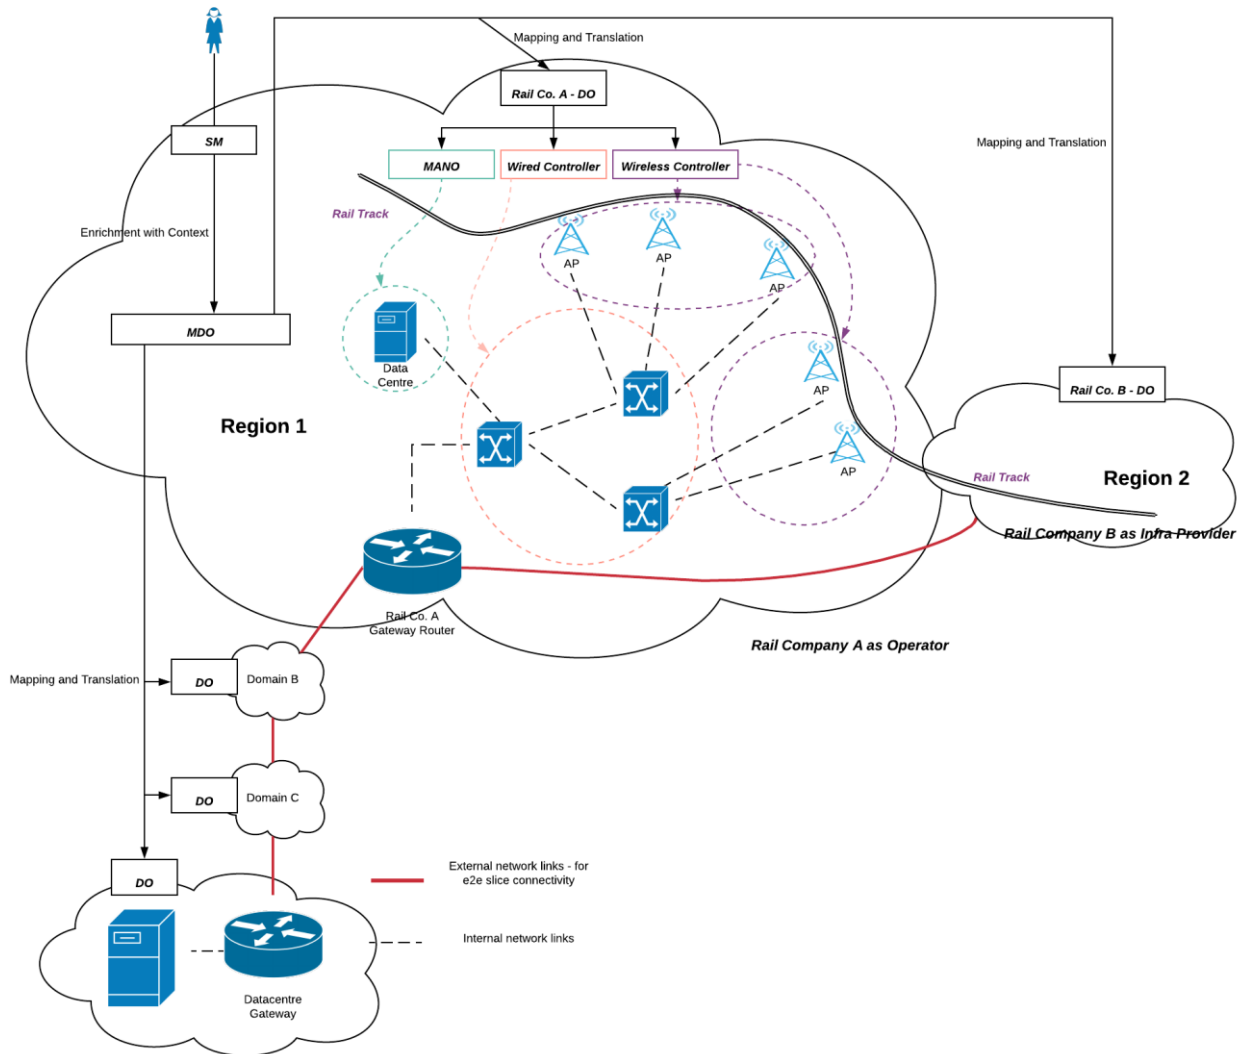 Mapping and Translation
Rail Co. A - DO
SM
Mapping and Translation
MANO
Wired Controller
Wireless Controller
Rail Track
Enrichment with Context
AP
AP
AP
MDO
Data
Centre
AP
Rail Co. B - DO
Region 1
AP
Rail Track
Region 2
Rail Company B as Infra Provider
Rail Co. A
Gateway Router
Rail Company A as Operator
Mapping and Translation
DO
Domain B
DO
Domain C
External network links - for
e2e slice connectivity
DO
Internal network links
Datacentre
Gateway